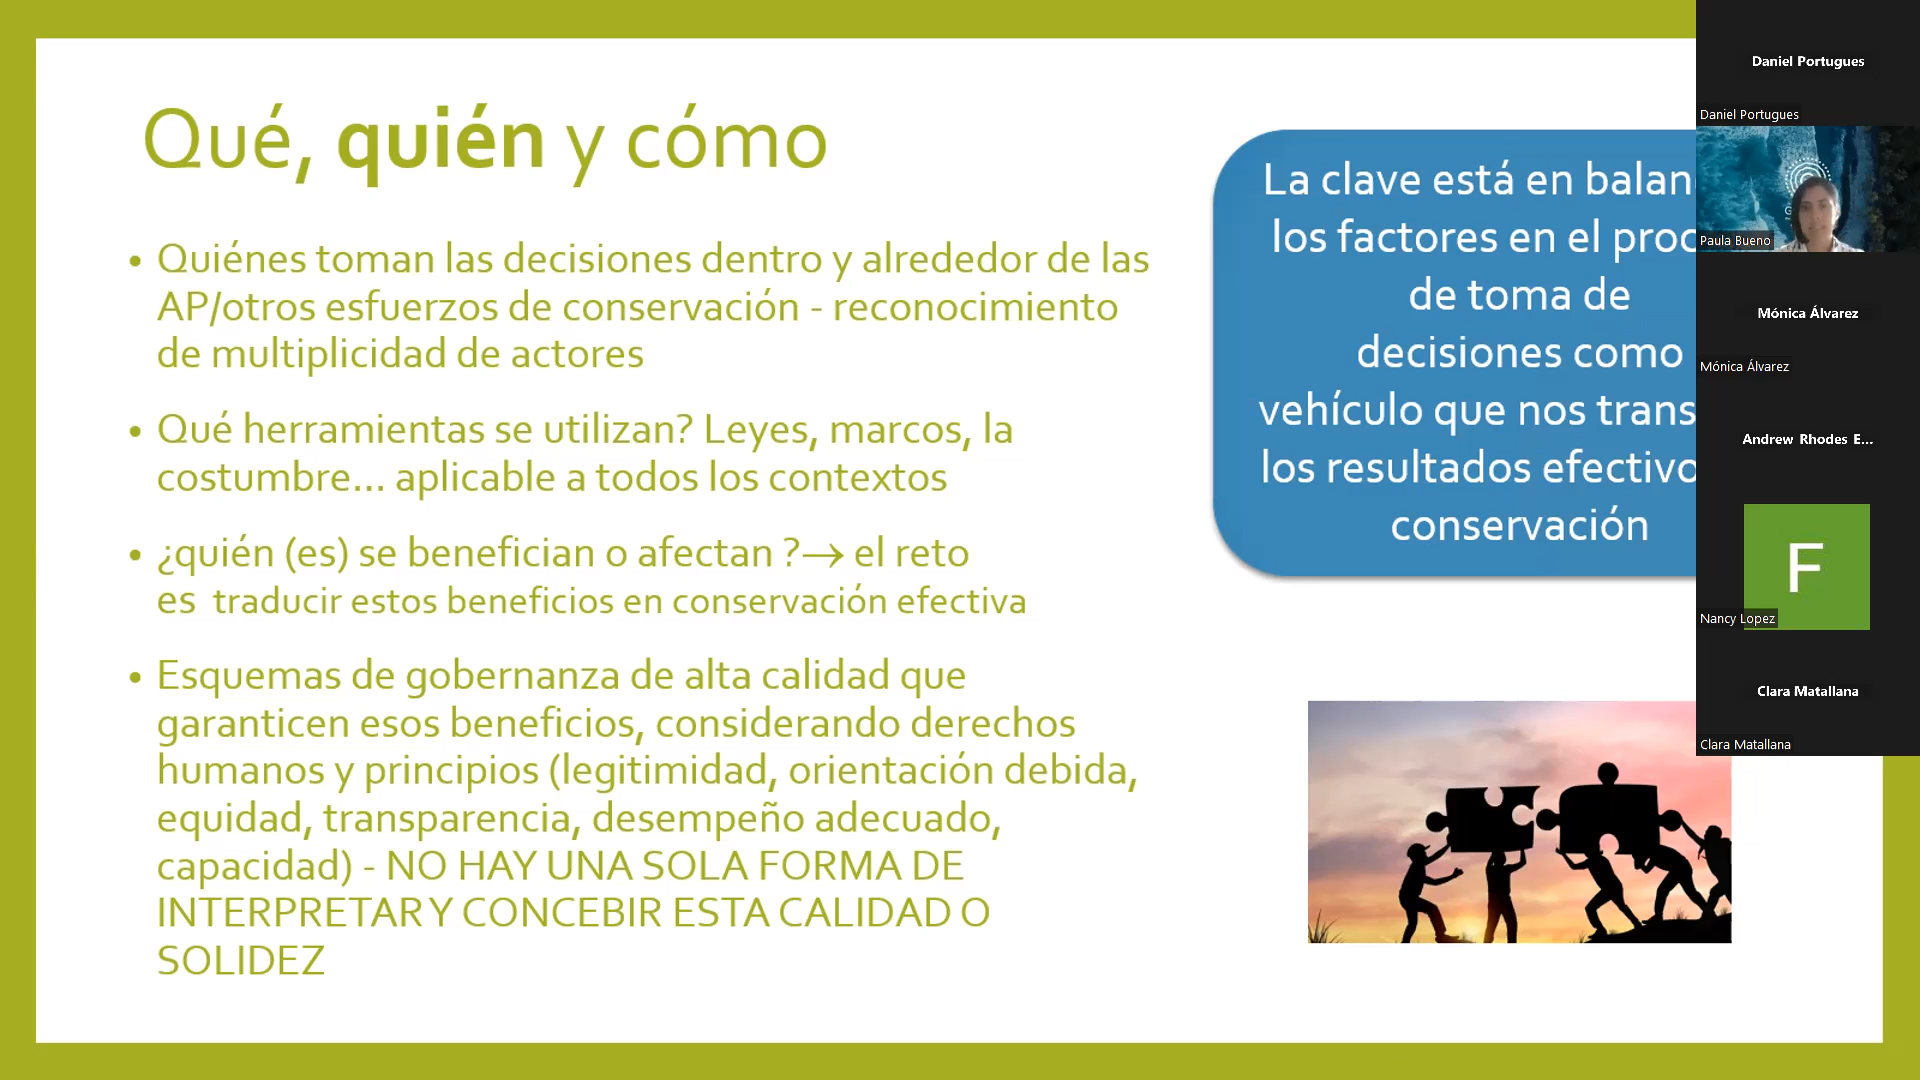 Qué, quién y cómo
• Quiénes toman las decisiones dentro y alrededor de las
AP/otros esfuerzos de conservación - reconocimiento
de multiplicidad de actores
• Qué herramientas se utilizan? Leyes, marcos, la
costumbre... aplicable a todos los contextos
• ¿quién (es) se benefician o afectan ?→ el reto
es traducir estos beneficios en conservación efectiva
• Esquemas de gobernanza de alta calidad que
garanticen esos beneficios, considerando derechos
humanos y principios (legitimidad, orientación debida,
equidad, transparencia, desempeño adecuado,
capacidad) - NO HAY UNA SOLA FORMA DE
INTERPRETAR Y CONCEBIR ESTA CALIDAD O
SOLIDEZ
La clave está en balan
los factores en el proc
de toma de
decisiones como
vehículo que nos trans
los resultados efectivo
conservación
Daniel Portugues
Daniel Portugues
Paula Bueno
Mónica Álvarez
Mónica Álvarez
Andrew Rhodes E...
F
Nancy Lopez
Clara Matallana
Clara Matallana